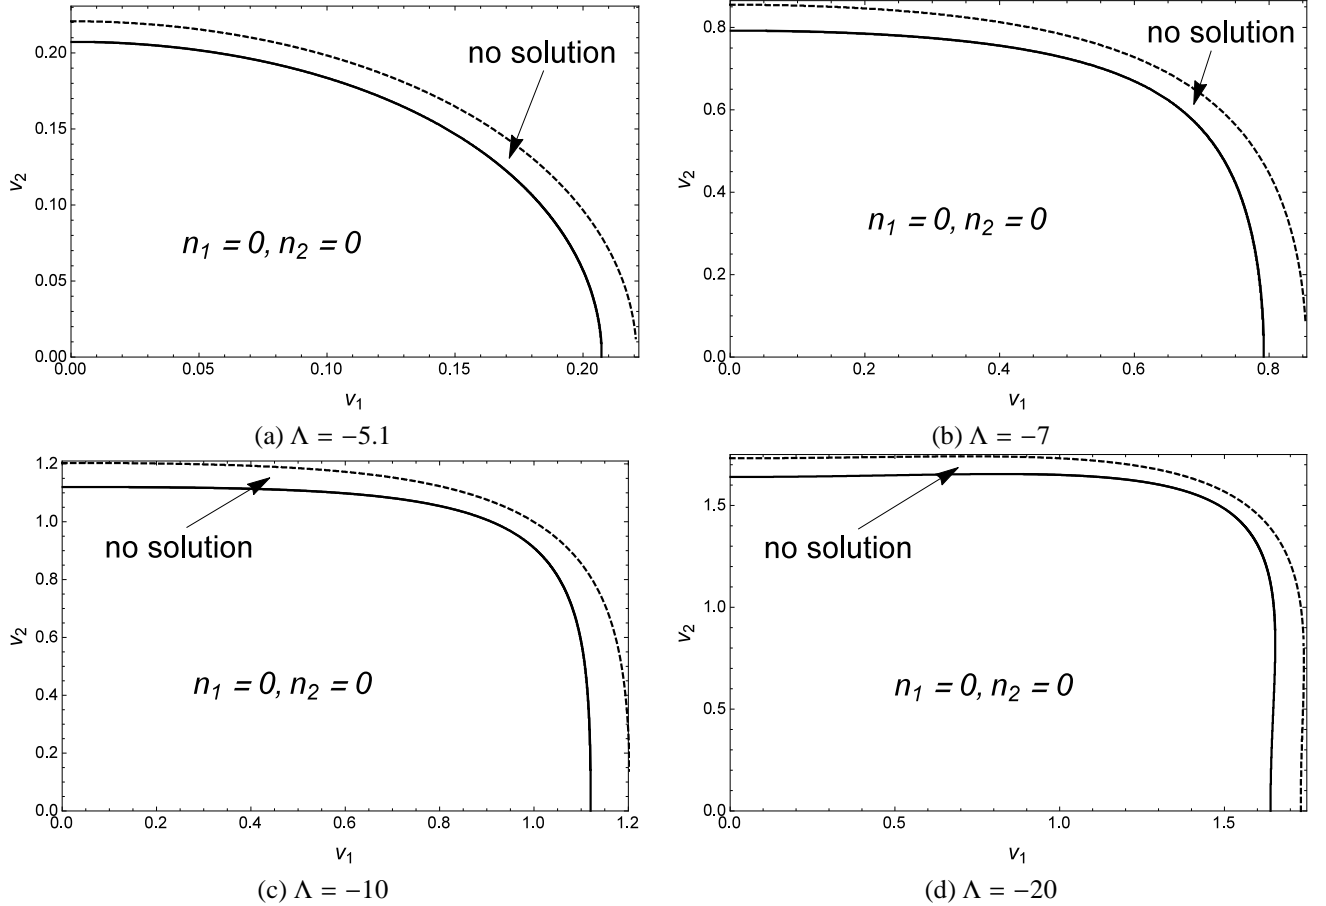 no solution
n1 = 0, n2 = 0
0.20
0.15
0.10
0.05
0.00
v2
0.00 0.05 0.10 0.15 0.20
v1
(a) Λ = −5.1
no solution
n1 = 0, n2 = 0
0.8
0.6
0.4
0.2
0.0
v2
0.0 0.2 0.4 0.6 0.8
v1
(b) Λ = −7
no solution
n1 = 0, n2 = 0
1.2
1.0
0.8
0.6
0.4
0.2
0.0
v2
0.0 0.2 0.4 0.6 0.8 1.0 1.2
v1
(c) Λ = −10
no solution
n1 = 0, n2 = 0
1.5
1.0
0.5
0.0
v2
0.0 0.5 1.0 1.5
v1
(d) Λ = −20